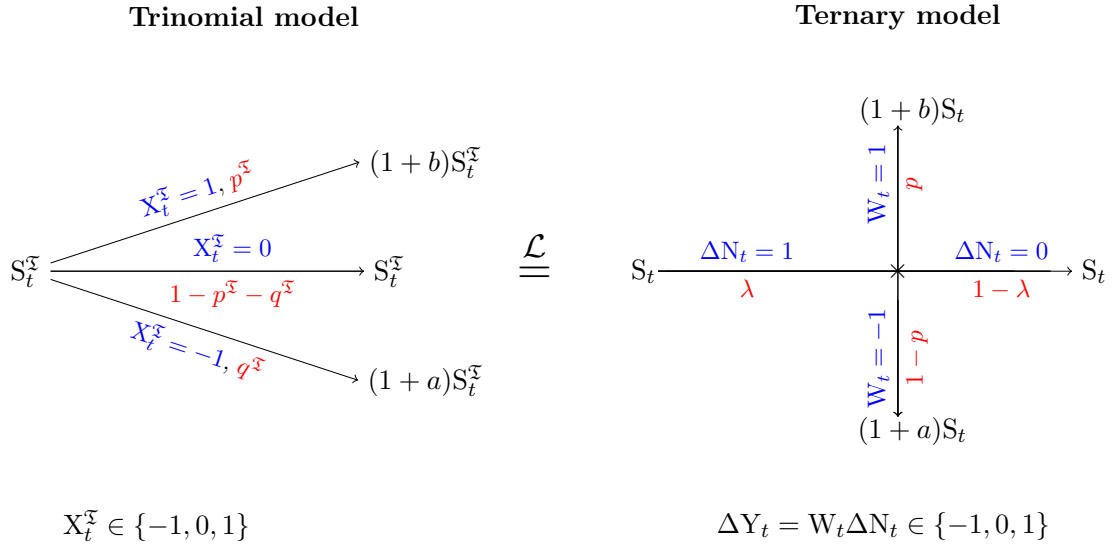 Trinomial model
Ternary model
(1 + b)S_t
(1 + b)S_t^𝔗
X_t^𝔗 = 1, p^𝔗
W_t = 1
p
X_t^𝔗 = 0
ℒ
=
ΔN_t = 1
ΔN_t = 0
S_t^𝔗
S_t^𝔗
S_t
S_t
1 − p^𝔗 − q^𝔗
λ
1 − λ
X_t^𝔗 = −1, q^𝔗
W_t = −1
1 − p
(1 + a)S_t^𝔗
(1 + a)S_t
X_t^𝔗 ∈ {−1, 0, 1}
ΔY_t = W_tΔN_t ∈ {−1, 0, 1}